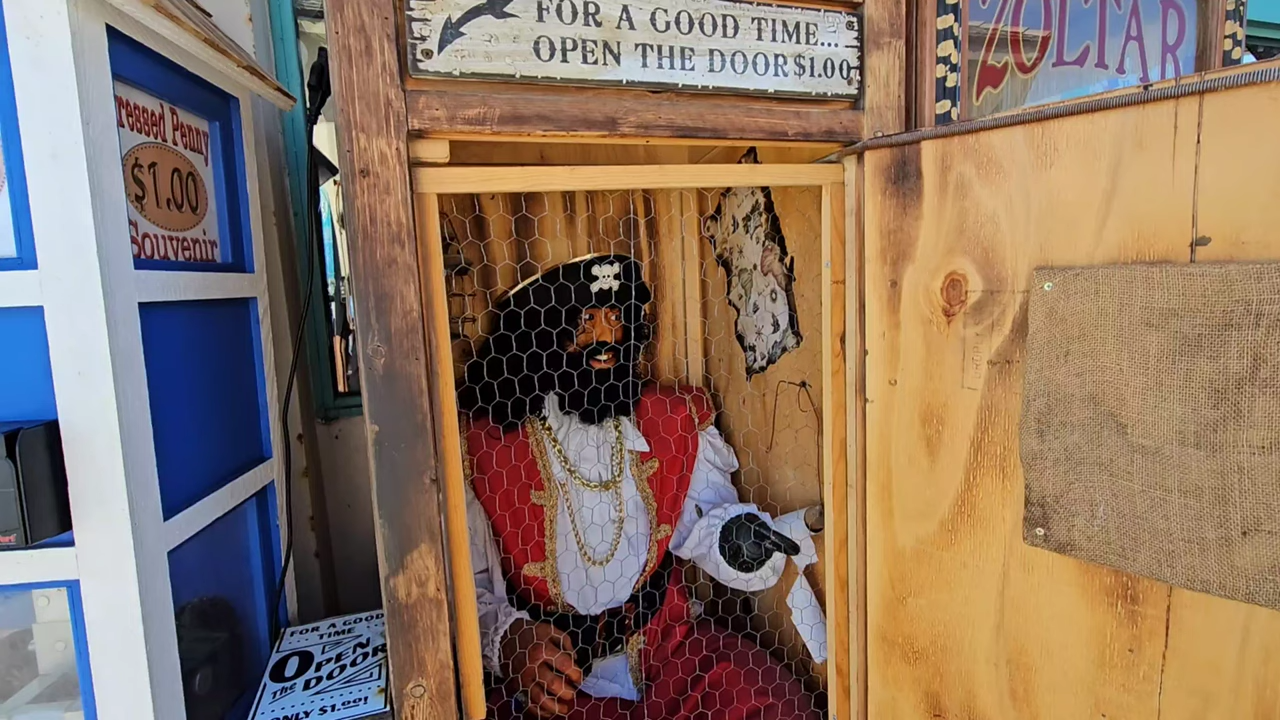 FOR A GOOD TIME...
OPEN THE DOOR $1.00
ZOLTAR
ressed Penny
$1.00
Souvenir
FOR A GOOD
TIME
OPEN
The DOOR
ONLY $1.00!